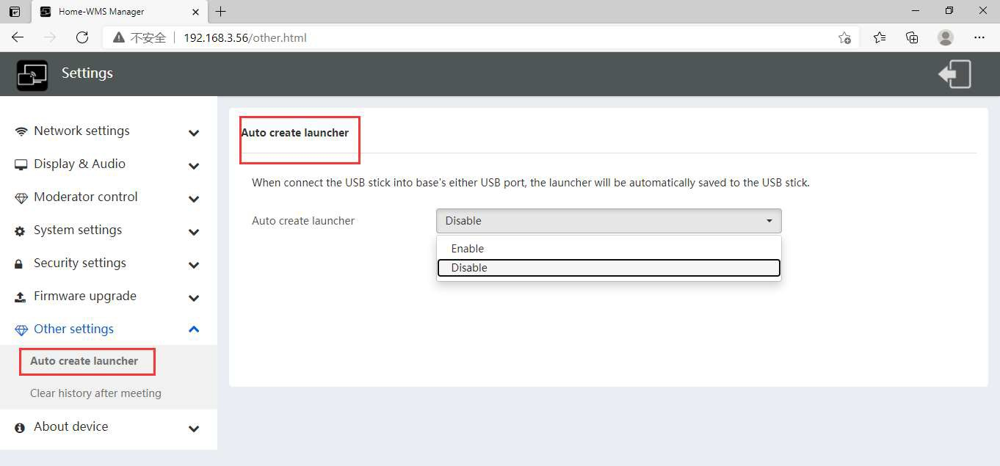 Home-WMS Manager
不安全
192.168.3.56/other.html
Settings
Network settings
Display & Audio
Moderator control
System settings
Security settings
Firmware upgrade
Other settings
Auto create launcher
Clear history after meeting
About device
Auto create launcher
When connect the USB stick into base's either USB port, the launcher will be automatically saved to the USB stick.
Auto create launcher
Disable
Enable
Disable